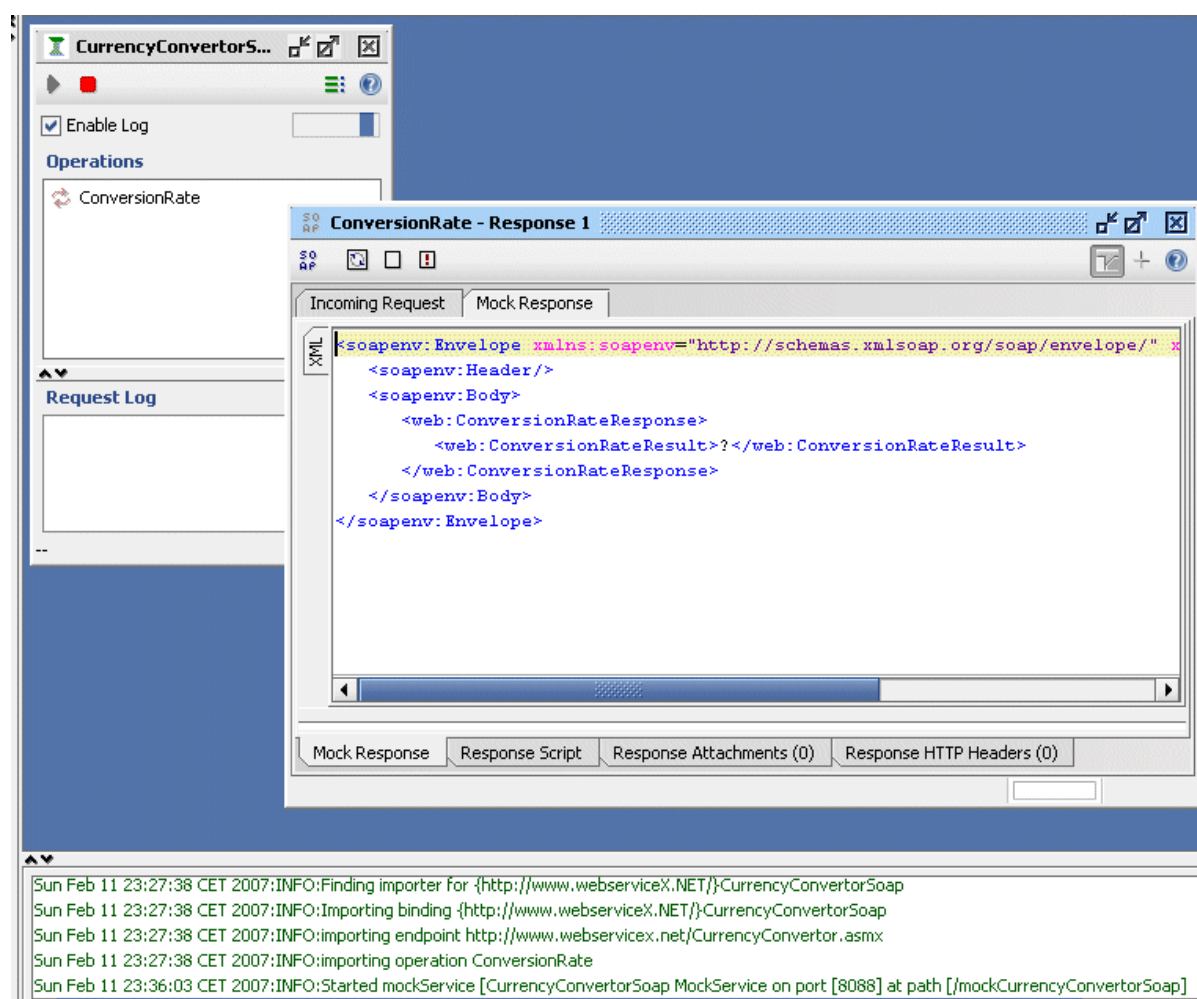 CurrencyConvertorS...
Enable Log
Operations
ConversionRate
Request Log
--
SOAP ConversionRate - Response 1
SOAP
Incoming Request Mock Response
XML
<soapenv:Envelope xmlns:soapenv="http://schemas.xmlsoap.org/soap/envelope/" x
<soapenv:Header/>
<soapenv:Body>
<web:ConversionRateResponse>
<web:ConversionRateResult>?</web:ConversionRateResult>
</web:ConversionRateResponse>
</soapenv:Body>
</soapenv:Envelope>
Mock Response Response Script Response Attachments (0) Response HTTP Headers (0)
Sun Feb 11 23:27:38 CET 2007:INFO:Finding importer for {http://www.webserviceX.NET/}CurrencyConvertorSoap
Sun Feb 11 23:27:38 CET 2007:INFO:Importing binding {http://www.webserviceX.NET/}CurrencyConvertorSoap
Sun Feb 11 23:27:38 CET 2007:INFO:importing endpoint http://www.webservicex.net/CurrencyConvertor.asmx
Sun Feb 11 23:27:38 CET 2007:INFO:importing operation ConversionRate
Sun Feb 11 23:36:03 CET 2007:INFO:Started mockService [CurrencyConvertorSoap MockService on port [8088] at path [/mockCurrencyConvertorSoap]